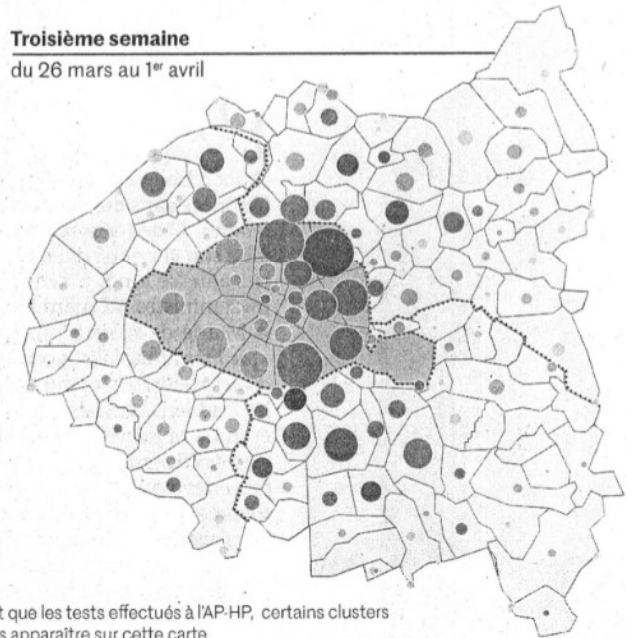 Troisième semaine
du 26 mars au 1er avril
que les tests effectués à l'AP-HP, certains clusters
apparaître sur cette carte